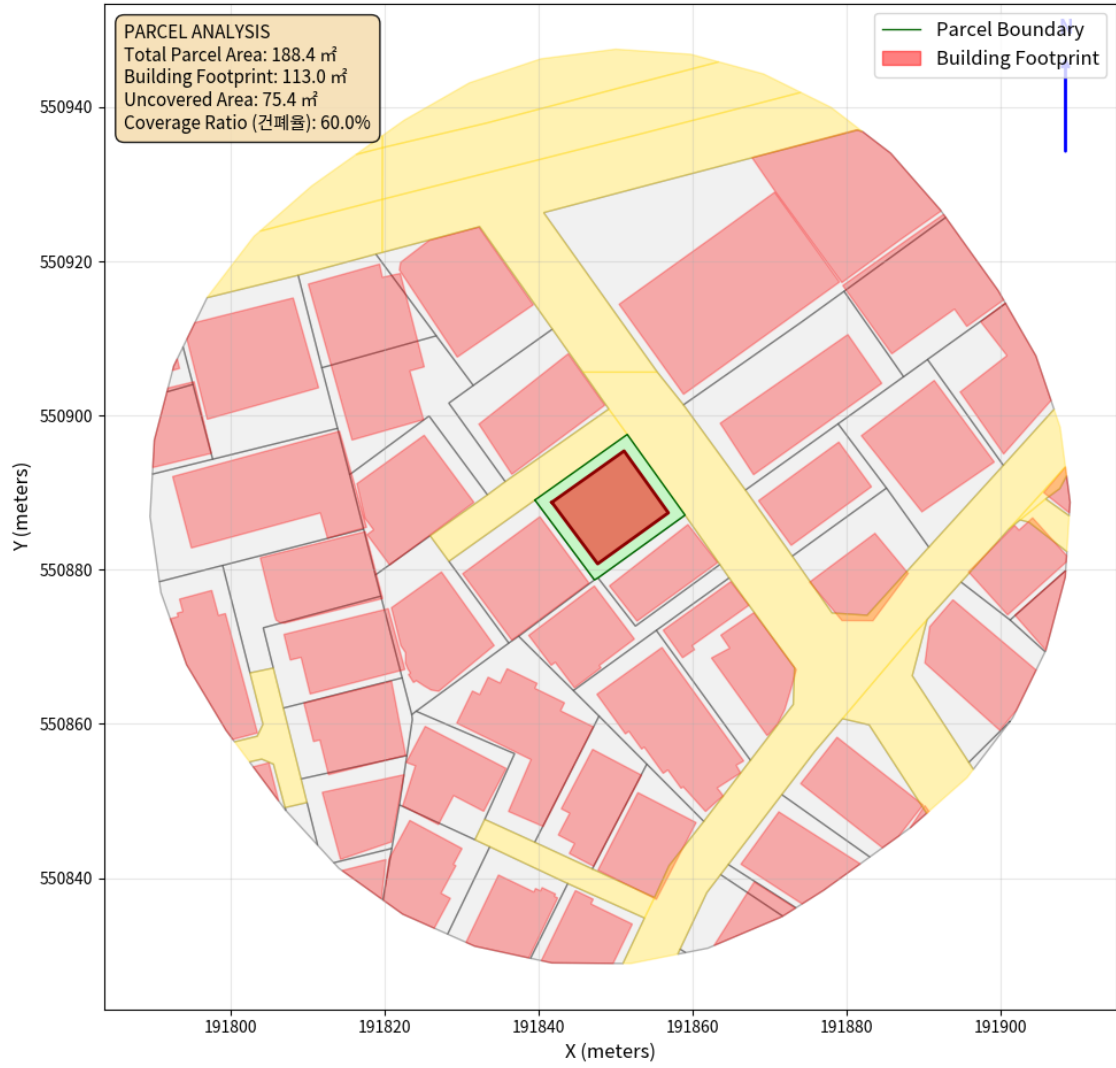 PARCEL ANALYSIS
Total Parcel Area: 188.4 ㎡
Building Footprint: 113.0 ㎡
Uncovered Area: 75.4 ㎡
Coverage Ratio (건폐율): 60.0%
N
Parcel Boundary
Building Footprint
550940
550920
550900
550880
550860
550840
Y (meters)
191800
191820
191840
191860
191880
191900
X (meters)